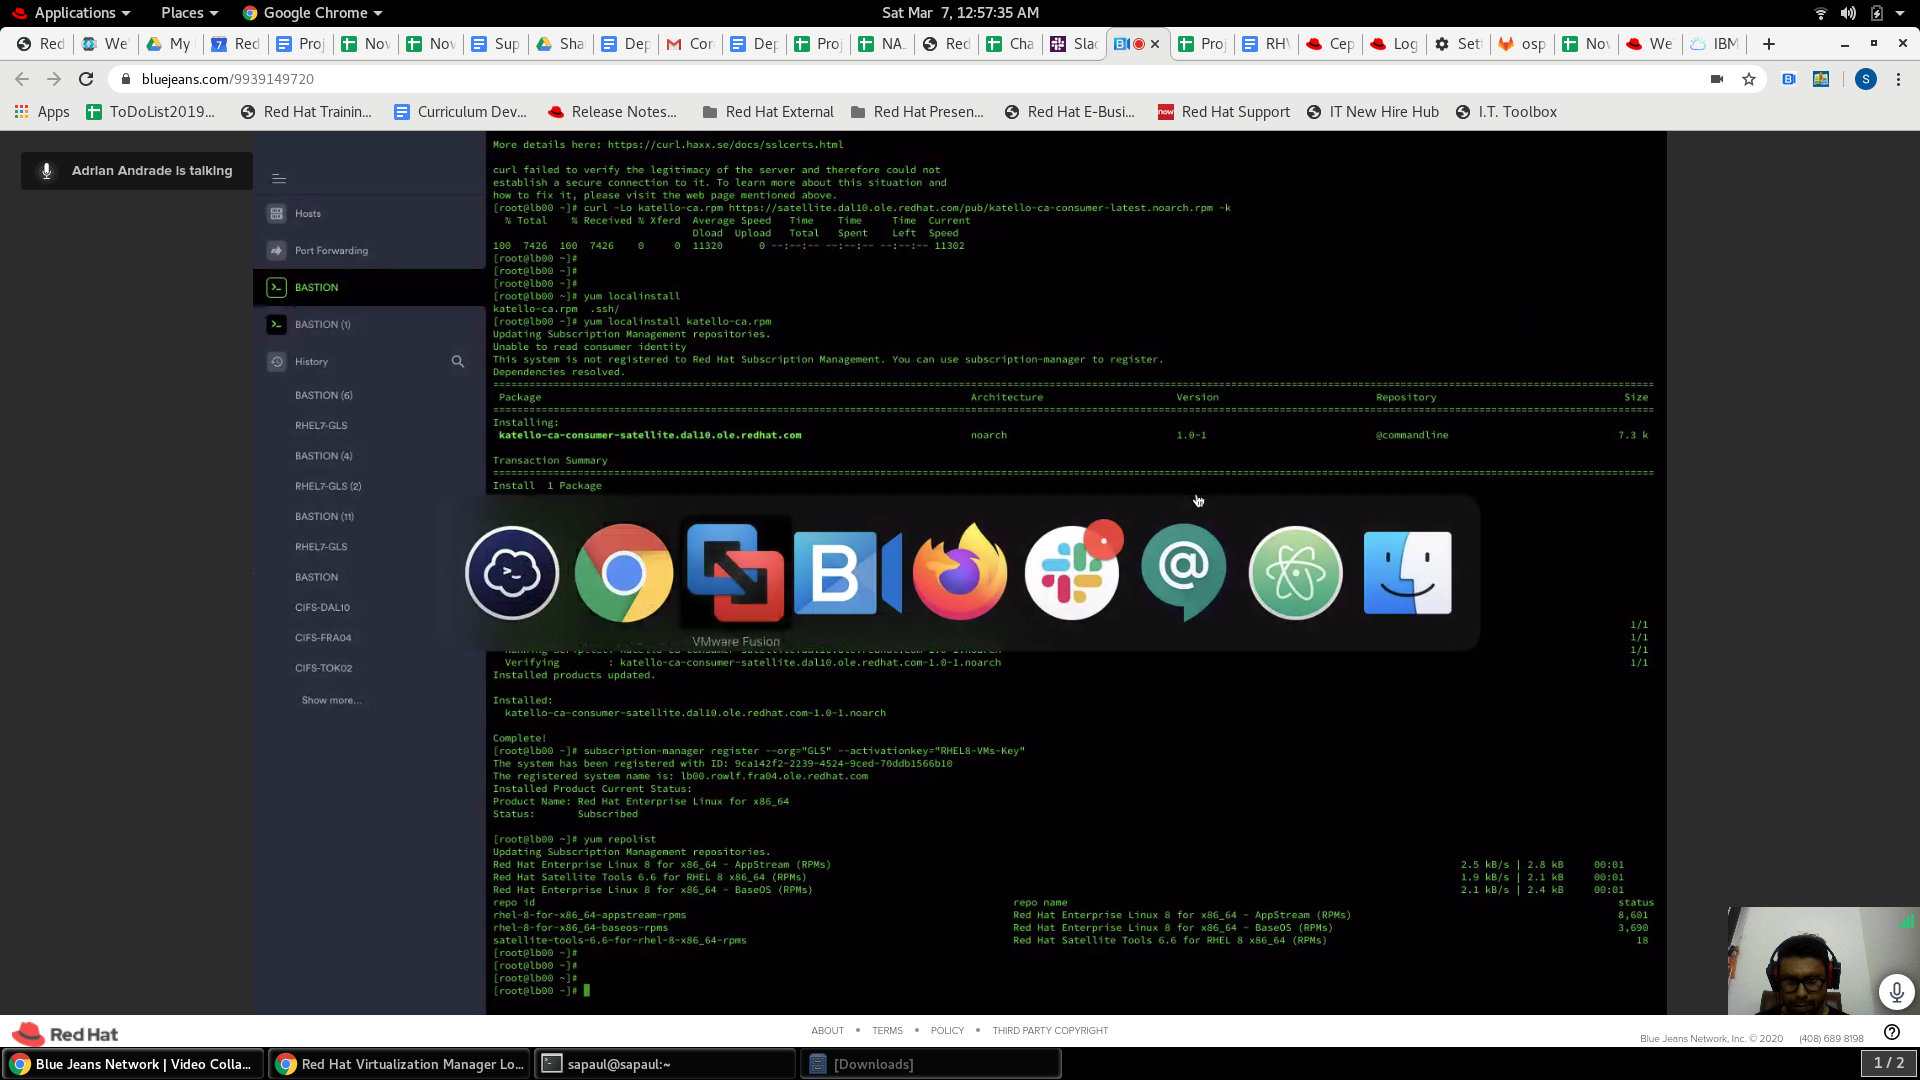 Applications
Places
Google Chrome
Sat Mar 7, 12:57:35 AM
Red
We
My
Red
Proj
Nov
Nov
Sup
Sha
Dep
Cor
Dep
Proj
NA
Red
Cha
Slac
Proj
RHV
Cep
Log
Sett
osp
Nov
We
IBM
bluejeans.com/9939149720
S
Apps
ToDoList2019...
Red Hat Trainin...
Curriculum Dev...
Release Notes...
Red Hat External
Red Hat Presen...
Red Hat E-Busi...
now
Red Hat Support
IT New Hire Hub
I.T. Toolbox
Adrian Andrade is talking
Hosts
Port Forwarding
BASTION
BASTION (1)
History
BASTION (6)
RHEL7-GLS
BASTION (4)
RHEL7-GLS (2)
BASTION (11)
RHEL7-GLS
BASTION
CIFS-DAL10
CIFS-FRA04
CIFS-TOK02
Show more...
More details here: https://curl.haxx.se/docs/sslcerts.html
curl failed to verify the legitimacy of the server and therefore could not
establish a secure connection to it. To learn more about this situation and
how to fix it, please visit the web page mentioned above.
[root@lb00 ~]# curl -Lo katello-ca.rpm https://satellite.dal10.ole.redhat.com/pub/katello-ca-consumer-latest.noarch.rpm -k
% Total % Received % Xferd Average Speed Time Time Time Current
Dload Upload Total Spent Left Speed
100 7426 100 7426 0 0 11320 0 --:--:-- --:--:-- --:--:-- 11302
[root@lb00 ~]#
[root@lb00 ~]#
[root@lb00 ~]#
[root@lb00 ~]# yum localinstall
katello-ca.rpm .ssh/
[root@lb00 ~]# yum localinstall katello-ca.rpm
Updating Subscription Management repositories.
Unable to read consumer identity
This system is not registered to Red Hat Subscription Management. You can use subscription-manager to register.
Dependencies resolved.
Package Architecture Version Repository Size
Installing:
katello-ca-consumer-satellite.dal10.ole.redhat.com noarch 1.0-1 @commandline 7.3 k
Transaction Summary
Install 1 Package
VMware Fusion
1/1
1/1
1/1
Verifying : katello-ca-consumer-satellite.dal10.ole.redhat.com-1.0-1.noarch 1/1
Installed products updated.
Installed:
katello-ca-consumer-satellite.dal10.ole.redhat.com-1.0-1.noarch
Complete!
[root@lb00 ~]# subscription-manager register --org="GLS" --activationkey="RHEL8-VMs-Key"
The system has been registered with ID: 9ca142f2-2239-4524-9ced-70ddb1566b10
The registered system name is: lb00.rowlf.fra04.ole.redhat.com
Installed Product Current Status:
Product Name: Red Hat Enterprise Linux for x86_64
Status: Subscribed
[root@lb00 ~]# yum repolist
Updating Subscription Management repositories.
Red Hat Enterprise Linux 8 for x86_64 - AppStream (RPMs) 2.5 kB/s | 2.8 kB 00:01
Red Hat Satellite Tools 6.6 for RHEL 8 x86_64 (RPMs) 1.9 kB/s | 2.1 kB 00:01
Red Hat Enterprise Linux 8 for x86_64 - BaseOS (RPMs) 2.1 kB/s | 2.4 kB 00:01
repo id repo name status
rhel-8-for-x86_64-appstream-rpms Red Hat Enterprise Linux 8 for x86_64 - AppStream (RPMs) 8,601
rhel-8-for-x86_64-baseos-rpms Red Hat Enterprise Linux 8 for x86_64 - BaseOS (RPMs) 3,690
satellite-tools-6.6-for-rhel-8-x86_64-rpms Red Hat Satellite Tools 6.6 for RHEL 8 x86_64 (RPMs) 18
[root@lb00 ~]#
[root@lb00 ~]#
[root@lb00 ~]#
[root@lb00 ~]#
Red Hat
ABOUT • TERMS • POLICY • THIRD PARTY COPYRIGHT
Blue Jeans Network, Inc. © 2020 (408) 689 8198
Blue Jeans Network | Video Colla...
Red Hat Virtualization Manager Lo...
sapaul@sapaul:~
[Downloads]
1 / 2